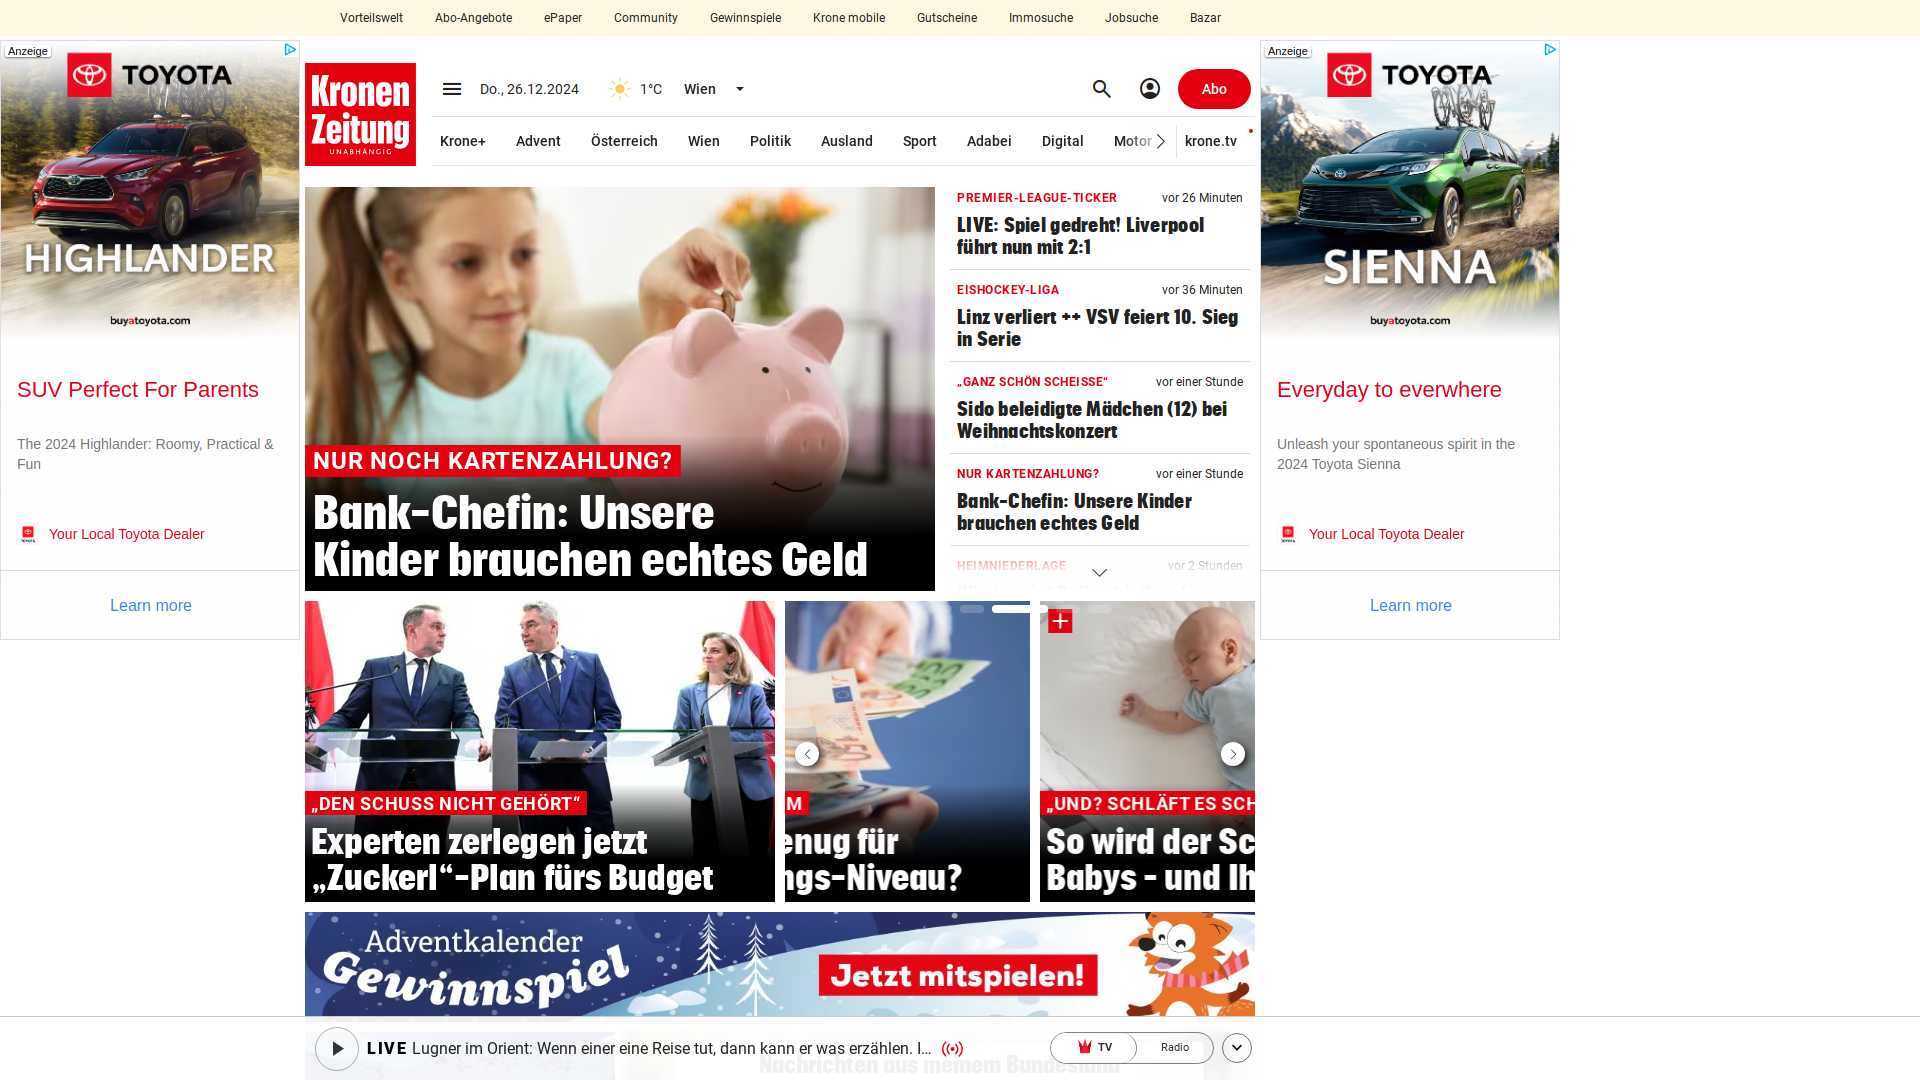 Vorteilswelt
Abo-Angebote
ePaper
Community
Gewinnspiele
Krone mobile
Gutscheine
Immosuche
Jobsuche
Bazar
Anzeige
TOYOTA
HIGHLANDER
buyatoyota.com
SUV Perfect For Parents
The 2024 Highlander: Roomy, Practical &
Fun
Your Local Toyota Dealer
Learn more
Kronen
Zeitung
UNABHÄNGIG
Do., 26.12.2024
1°C
Wien
Abo
Krone+
Advent
Österreich
Wien
Politik
Ausland
Sport
Adabei
Digital
Motor
krone.tv
NUR NOCH KARTENZAHLUNG?
Bank-Chefin: Unsere
Kinder brauchen echtes Geld
PREMIER-LEAGUE-TICKER
vor 26 Minuten
LIVE: Spiel gedreht! Liverpool
führt nun mit 2:1
EISHOCKEY-LIGA
vor 36 Minuten
Linz verliert ++ VSV feiert 10. Sieg
in Serie
„GANZ SCHÖN SCHEISSE“
vor einer Stunde
Sido beleidigte Mädchen (12) bei
Weihnachtskonzert
NUR KARTENZAHLUNG?
vor einer Stunde
Bank-Chefin: Unsere Kinder
brauchen echtes Geld
HEIMNIEDERLAGE
vor 2 Stunden
„DEN SCHUSS NICHT GEHÖRT“
Experten zerlegen jetzt
„Zuckerl“-Plan fürs Budget
M
enug für
ngs-Niveau?
„UND? SCHLÄFT ES SCH
So wird der Sc
Babys - und Ih
Adventkalender
Gewinnspiel
Jetzt mitspielen!
Nachrichten aus meinem Bundesland
LIVE Lugner im Orient: Wenn einer eine Reise tut, dann kann er was erzählen. I...
TV
Radio
Anzeige
TOYOTA
SIENNA
buyatoyota.com
Everyday to everwhere
Unleash your spontaneous spirit in the
2024 Toyota Sienna
Your Local Toyota Dealer
Learn more